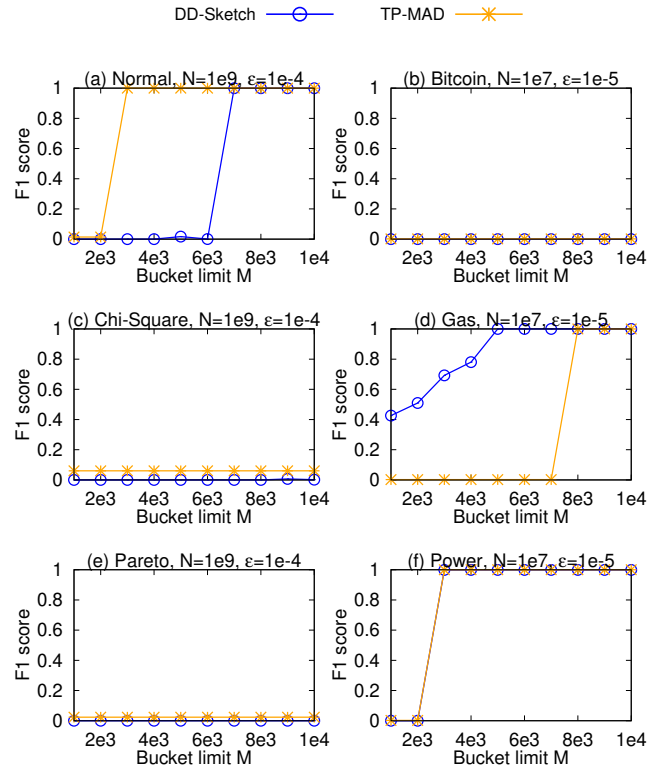 DD-Sketch TP-MAD
(a) Normal, N=1e9, ε=1e-4
F1 score
1
0.8
0.6
0.4
0.2
0
2e3 4e3 6e3 8e3 1e4
Bucket limit M
(b) Bitcoin, N=1e7, ε=1e-5
F1 score
1
0.8
0.6
0.4
0.2
0
2e3 4e3 6e3 8e3 1e4
Bucket limit M
(c) Chi-Square, N=1e9, ε=1e-4
F1 score
1
0.8
0.6
0.4
0.2
0
2e3 4e3 6e3 8e3 1e4
Bucket limit M
(d) Gas, N=1e7, ε=1e-5
F1 score
1
0.8
0.6
0.4
0.2
0
2e3 4e3 6e3 8e3 1e4
Bucket limit M
(e) Pareto, N=1e9, ε=1e-4
F1 score
1
0.8
0.6
0.4
0.2
0
2e3 4e3 6e3 8e3 1e4
Bucket limit M
(f) Power, N=1e7, ε=1e-5
F1 score
1
0.8
0.6
0.4
0.2
0
2e3 4e3 6e3 8e3 1e4
Bucket limit M